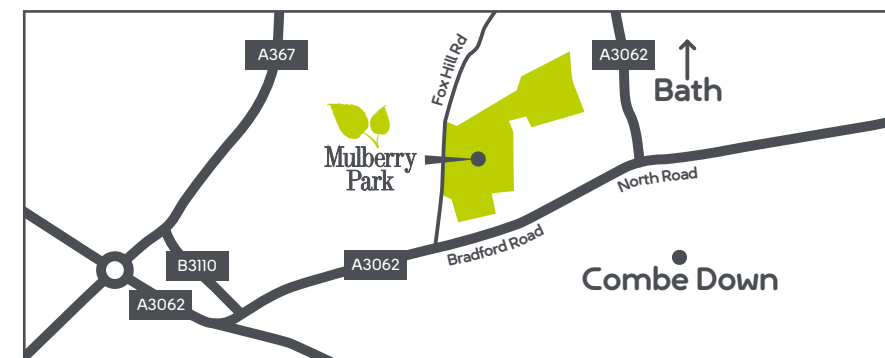 A367
Fox Hill Rd
A3062
Bath
Mulberry
Park
North Road
Bradford Road
B3110
A3062
Combe Down
A3062